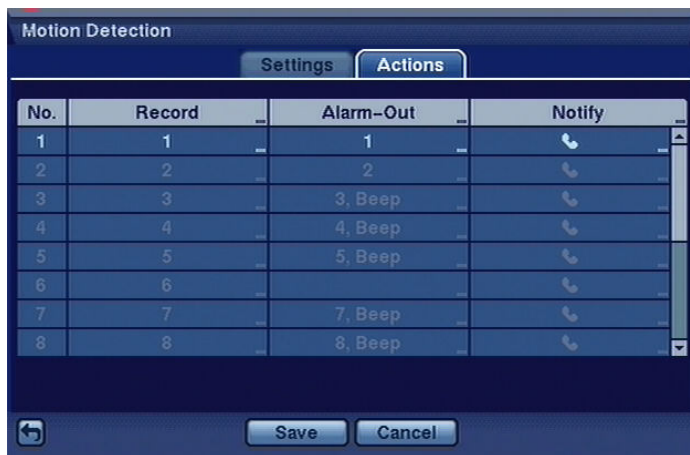 Motion Detection
Settings Actions
No. Record Alarm-Out Notify
1 1 1
2 2 2
3 3 3, Beep
4 4 4, Beep
5 5 5, Beep
6 6
7 7 7, Beep
8 8 8, Beep
Save Cancel